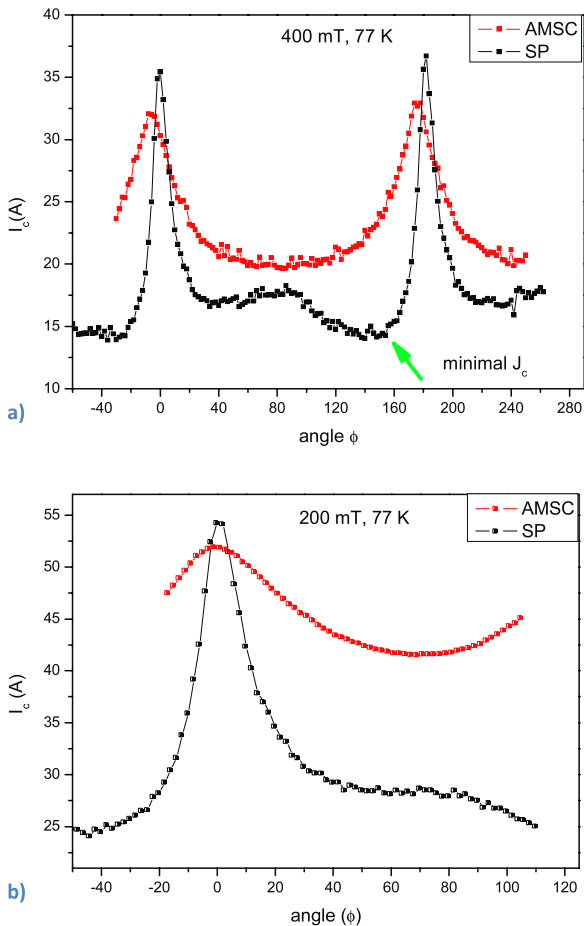 400 mT, 77 K
AMSC
SP
I_c(A)
40
35
30
25
20
15
10
minimal J_c
-40 0 40 80 120 160 200 240 280
a)
angle ϕ
200 mT, 77 K
AMSC
SP
I_c (A)
55
50
45
40
35
30
25
-40 -20 0 20 40 60 80 100 120
b)
angle (ϕ)